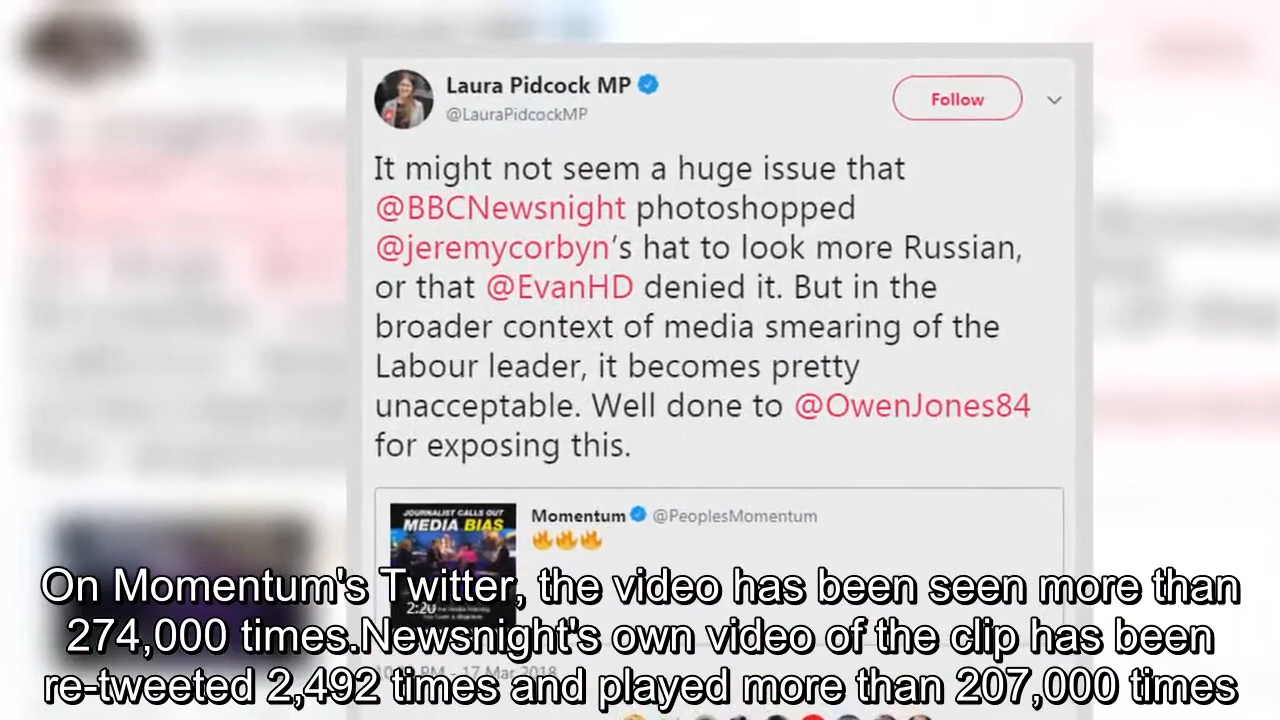 Laura Pidcock MP
@LauraPidcockMP
Follow
It might not seem a huge issue that
@BBCNewsnight photoshopped
@jeremycorbyn's hat to look more Russian,
or that @EvanHD denied it. But in the
broader context of media smearing of the
Labour leader, it becomes pretty
unacceptable. Well done to @OwenJones84
for exposing this.
JOURNALIST CALLS OUT
MEDIA BIAS
Momentum @PeoplesMomentum
🔥🔥🔥
2:20
PM - 17 Mar 2018
On Momentum's Twitter, the video has been seen more than
274,000 times.Newsnight's own video of the clip has been
re-tweeted 2,492 times and played more than 207,000 times